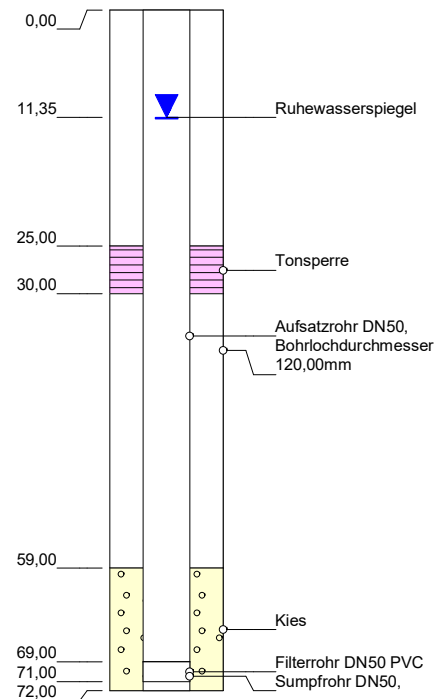 0,00
11,35
Ruhewasserspiegel
25,00
Tonsperre
30,00
Aufsatzrohr DN50,
Bohrlochdurchmesser
120,00mm
59,00
Kies
69,00
Filterrohr DN50 PVC
71,00
Sumpfrohr DN50,
72,00